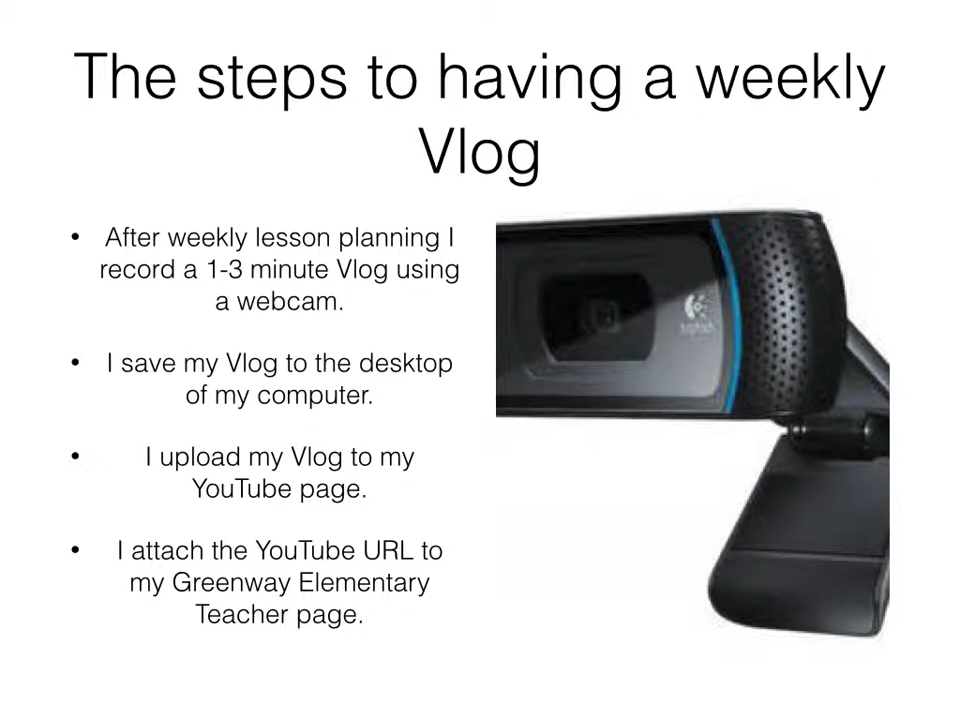 The steps to having a weekly
Vlog
• After weekly lesson planning I
record a 1-3 minute Vlog using
a webcam.
• I save my Vlog to the desktop
of my computer.
• I upload my Vlog to my
YouTube page.
• I attach the YouTube URL to
my Greenway Elementary
Teacher page.
Logitech